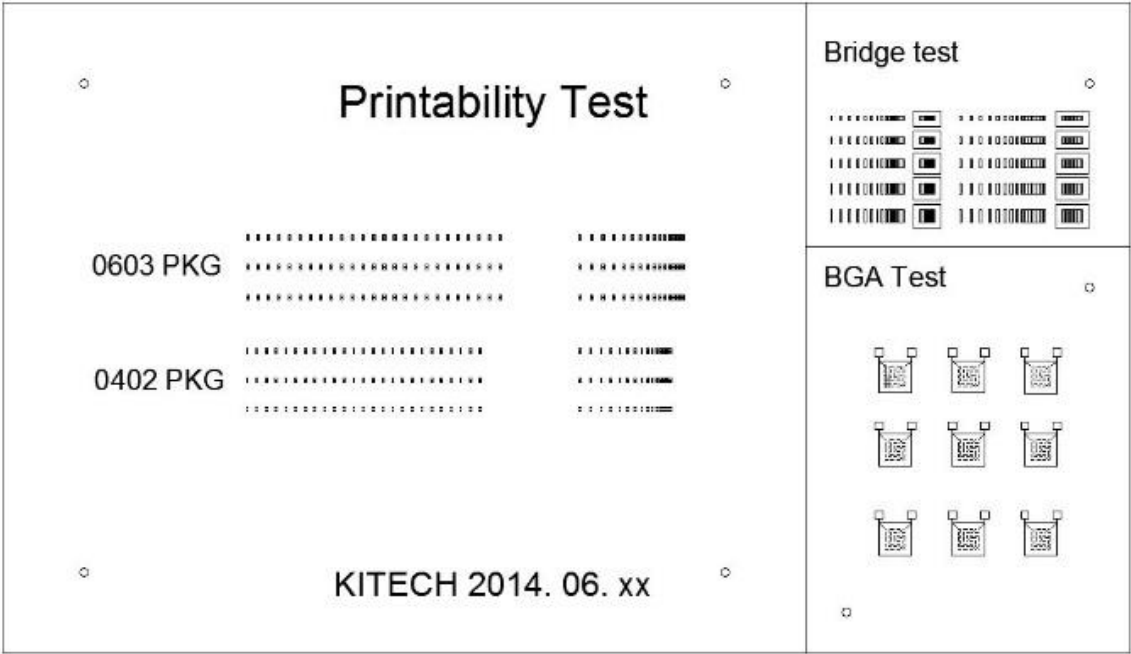 Printability Test
0603 PKG
0402 PKG
KITECH 2014. 06. xx
Bridge test
BGA Test